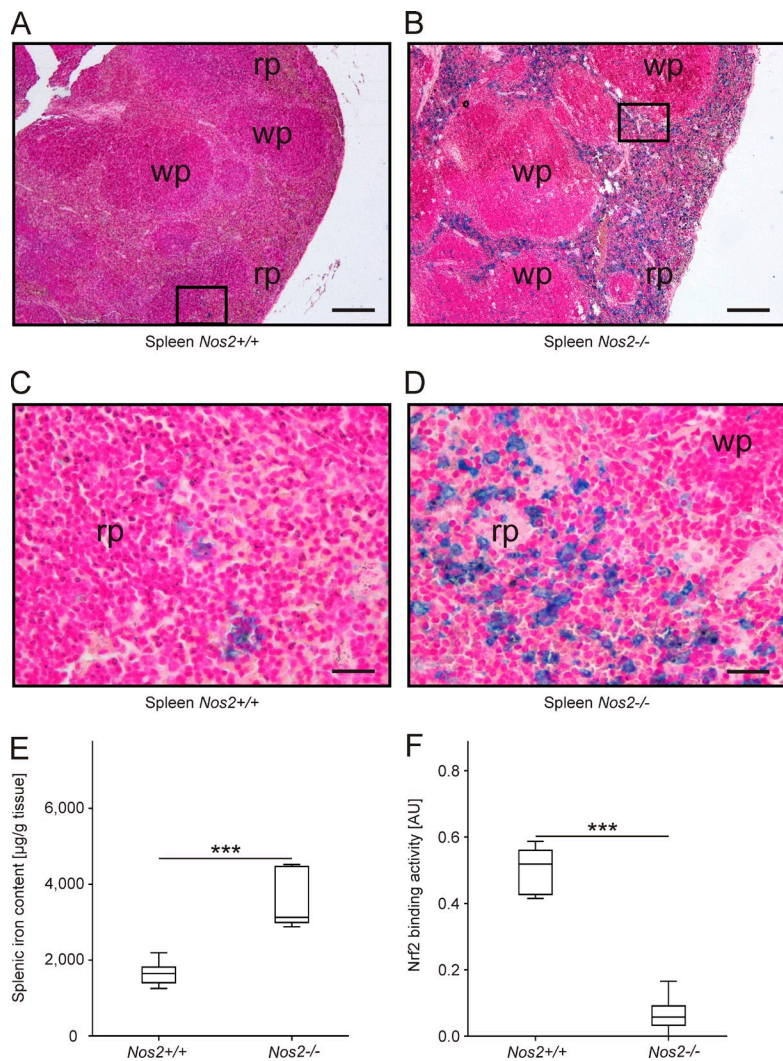 A
B
rp
wp
wp
rp
wp
wp
wp
rp
Spleen Nos2+/+
Spleen Nos2-/-
C
D
rp
wp
rp
Spleen Nos2+/+
Spleen Nos2-/-
E
F
Splenic iron content [µg/g tissue]
6,000
4,000
2,000
0
***
Nos2+/+
Nos2-/-
Nrf2 binding activity [AU]
0.8
0.6
0.4
0.2
0.0
***
Nos2+/+
Nos2-/-